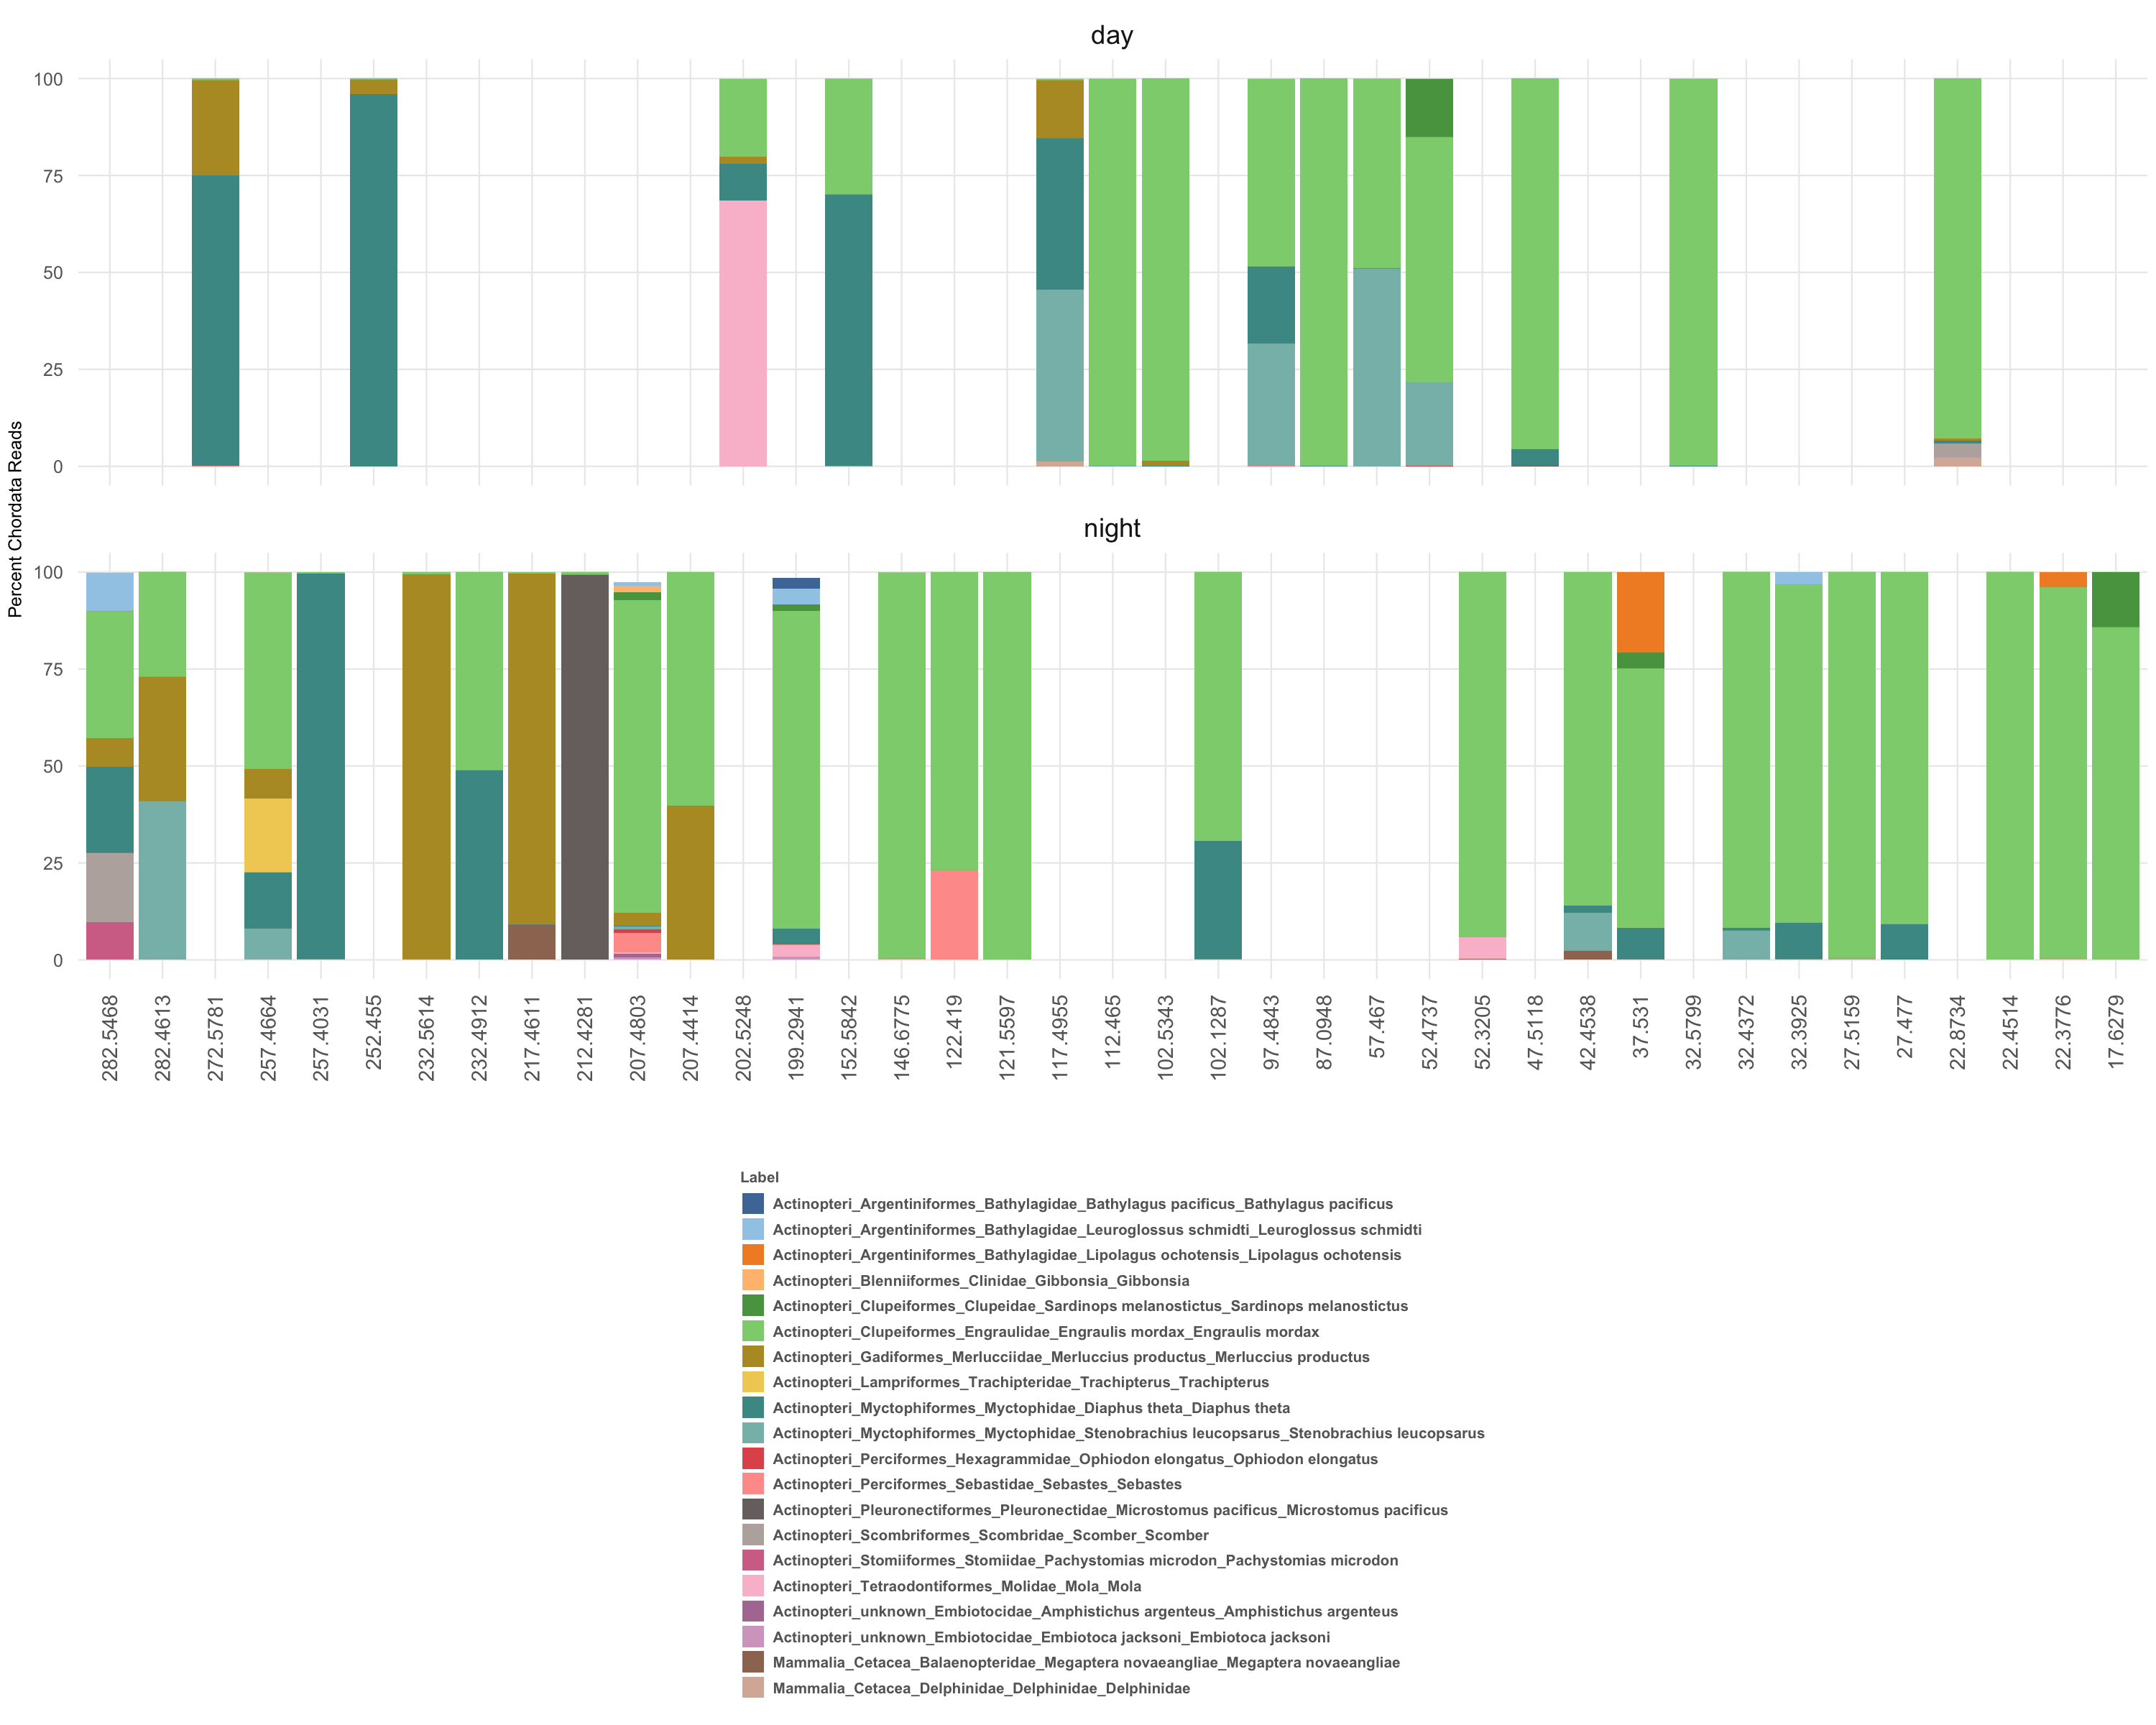 day
100
75
50
25
0
Percent Chordata Reads
night
100
75
50
25
0
282.5468
282.4613
272.5781
257.4664
257.4031
252.455
232.5614
232.4912
217.4611
212.4281
207.4803
207.4414
202.5248
199.2941
152.5842
146.6775
122.419
121.5597
117.4955
112.465
102.5343
102.1287
97.4843
87.0948
57.467
52.4737
52.3205
47.5118
42.4538
37.531
32.5799
32.4372
32.3925
27.5159
27.477
22.8734
22.4514
22.3776
17.6279
Label
Actinopteri_Argentiniformes_Bathylagidae_Bathylagus pacificus_Bathylagus pacificus
Actinopteri_Argentiniformes_Bathylagidae_Leuroglossus schmidti_Leuroglossus schmidti
Actinopteri_Argentiniformes_Bathylagidae_Lipolagus ochotensis_Lipolagus ochotensis
Actinopteri_Blenniiformes_Clinidae_Gibbonsia_Gibbonsia
Actinopteri_Clupeiformes_Clupeidae_Sardinops melanostictus_Sardinops melanostictus
Actinopteri_Clupeiformes_Engraulidae_Engraulis mordax_Engraulis mordax
Actinopteri_Gadiformes_Merlucciidae_Merluccius productus_Merluccius productus
Actinopteri_Lampriformes_Trachipteridae_Trachipterus_Trachipterus
Actinopteri_Myctophiformes_Myctophidae_Diaphus theta_Diaphus theta
Actinopteri_Myctophiformes_Myctophidae_Stenobrachius leucopsarus_Stenobrachius leucopsarus
Actinopteri_Perciformes_Hexagrammidae_Ophiodon elongatus_Ophiodon elongatus
Actinopteri_Perciformes_Sebastidae_Sebastes_Sebastes
Actinopteri_Pleuronectiformes_Pleuronectidae_Microstomus pacificus_Microstomus pacificus
Actinopteri_Scombriformes_Scombridae_Scomber_Scomber
Actinopteri_Stomiiformes_Stomiidae_Pachystomias microdon_Pachystomias microdon
Actinopteri_Tetraodontiformes_Molidae_Mola_Mola
Actinopteri_unknown_Embiotocidae_Amphistichus argenteus_Amphistichus argenteus
Actinopteri_unknown_Embiotocidae_Embiotoca jacksoni_Embiotoca jacksoni
Mammalia_Cetacea_Balaenopteridae_Megaptera novaeangliae_Megaptera novaeangliae
Mammalia_Cetacea_Delphinidae_Delphinidae_Delphinidae